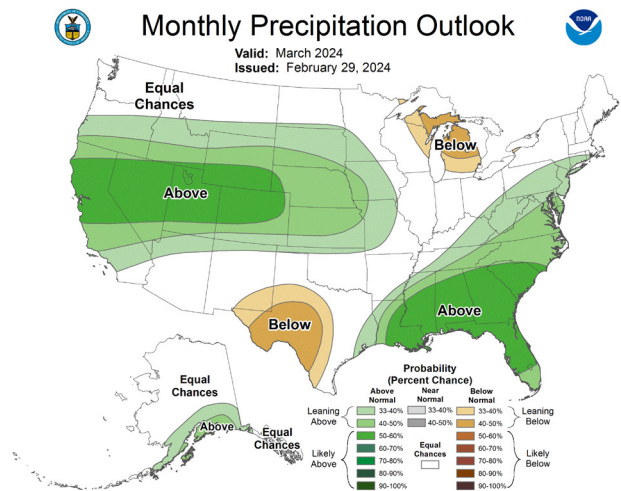 Monthly Precipitation Outlook
NOAA
Valid: March 2024
Issued: February 29, 2024
Equal
Chances
Below
Above
Above
Below
Equal
Chances
Above
Equal
Chances
Probability
(Percent Chance)
Above
Normal
Near
Normal
Below
Normal
Leaning
Above
33-40%
40-50%
33-40%
40-50%
33-40%
40-50%
Leaning
Below
Likely
Above
50-60%
60-70%
70-80%
80-90%
90-100%
Equal
Chances
50-60%
60-70%
70-80%
80-90%
90-100%
Likely
Below